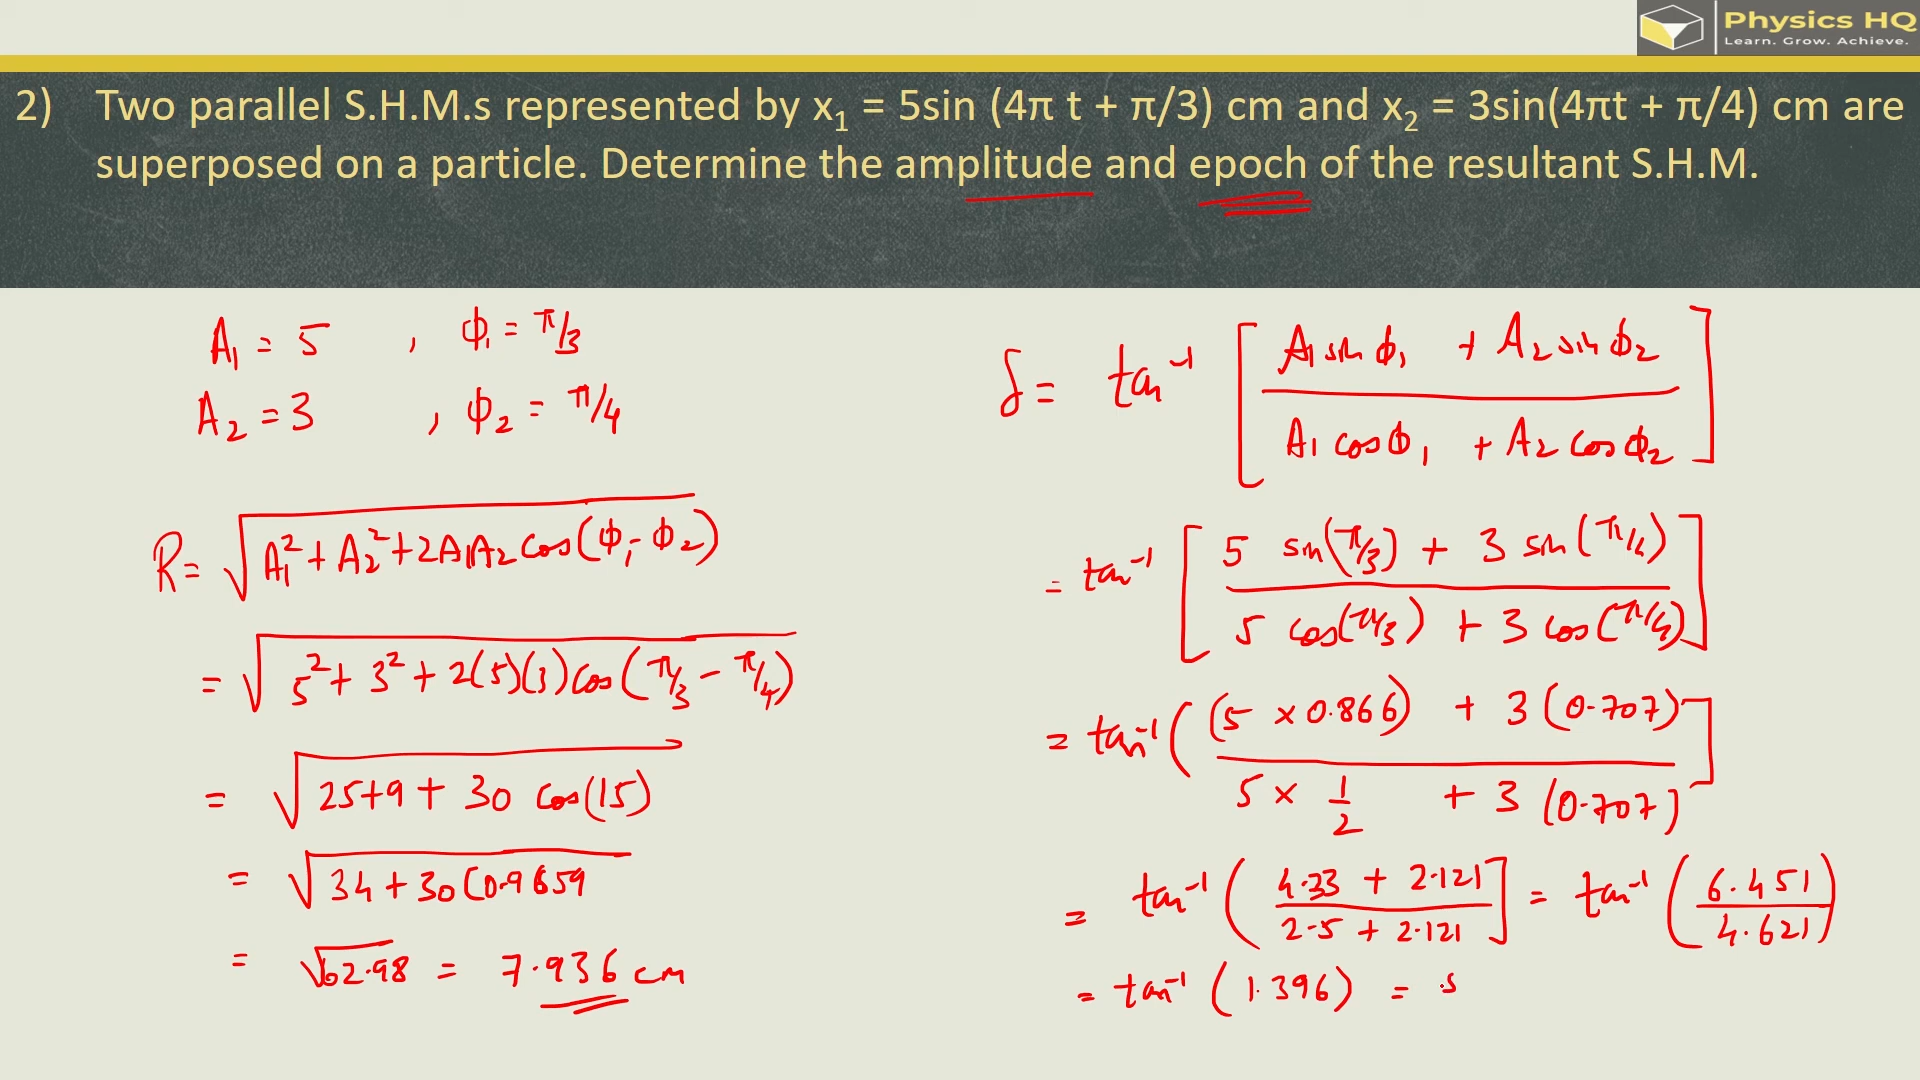 Physics HQ
Learn. Grow. Achieve.
2) Two parallel S.H.M.s represented by x₁ = 5sin (4π t + π/3) cm and x₂ = 3sin(4πt + π/4) cm are
superposed on a particle. Determine the amplitude and epoch of the resultant S.H.M.
A₁ = 5 , ϕ₁ = π/3
A₂ = 3 , ϕ₂ = π/4
R = √(A₁² + A₂² + 2A₁A₂ cos(ϕ₁ - ϕ₂))
= √(5² + 3² + 2(5)(3) cos(π/3 - π/4))
= √(25+9 + 30 cos(15))
= √(34 + 30(0.9659
= √62.98 = 7.936 cm
δ = tan⁻¹ [(A₁ sin ϕ₁ + A₂ sin ϕ₂) / (A₁ cos ϕ₁ + A₂ cos ϕ₂)]
= tan⁻¹ [(5 sin(π/3) + 3 sin(π/4)) / (5 cos(π/3) + 3 cos(π/4))]
= tan⁻¹ ((5 × 0.866) + 3(0.707) / 5 × 1/2 + 3(0.707)]
= tan⁻¹ (4.33 + 2.121 / 2.5 + 2.121] = tan⁻¹ (6.451 / 4.621)
= tan⁻¹ (1.396) =